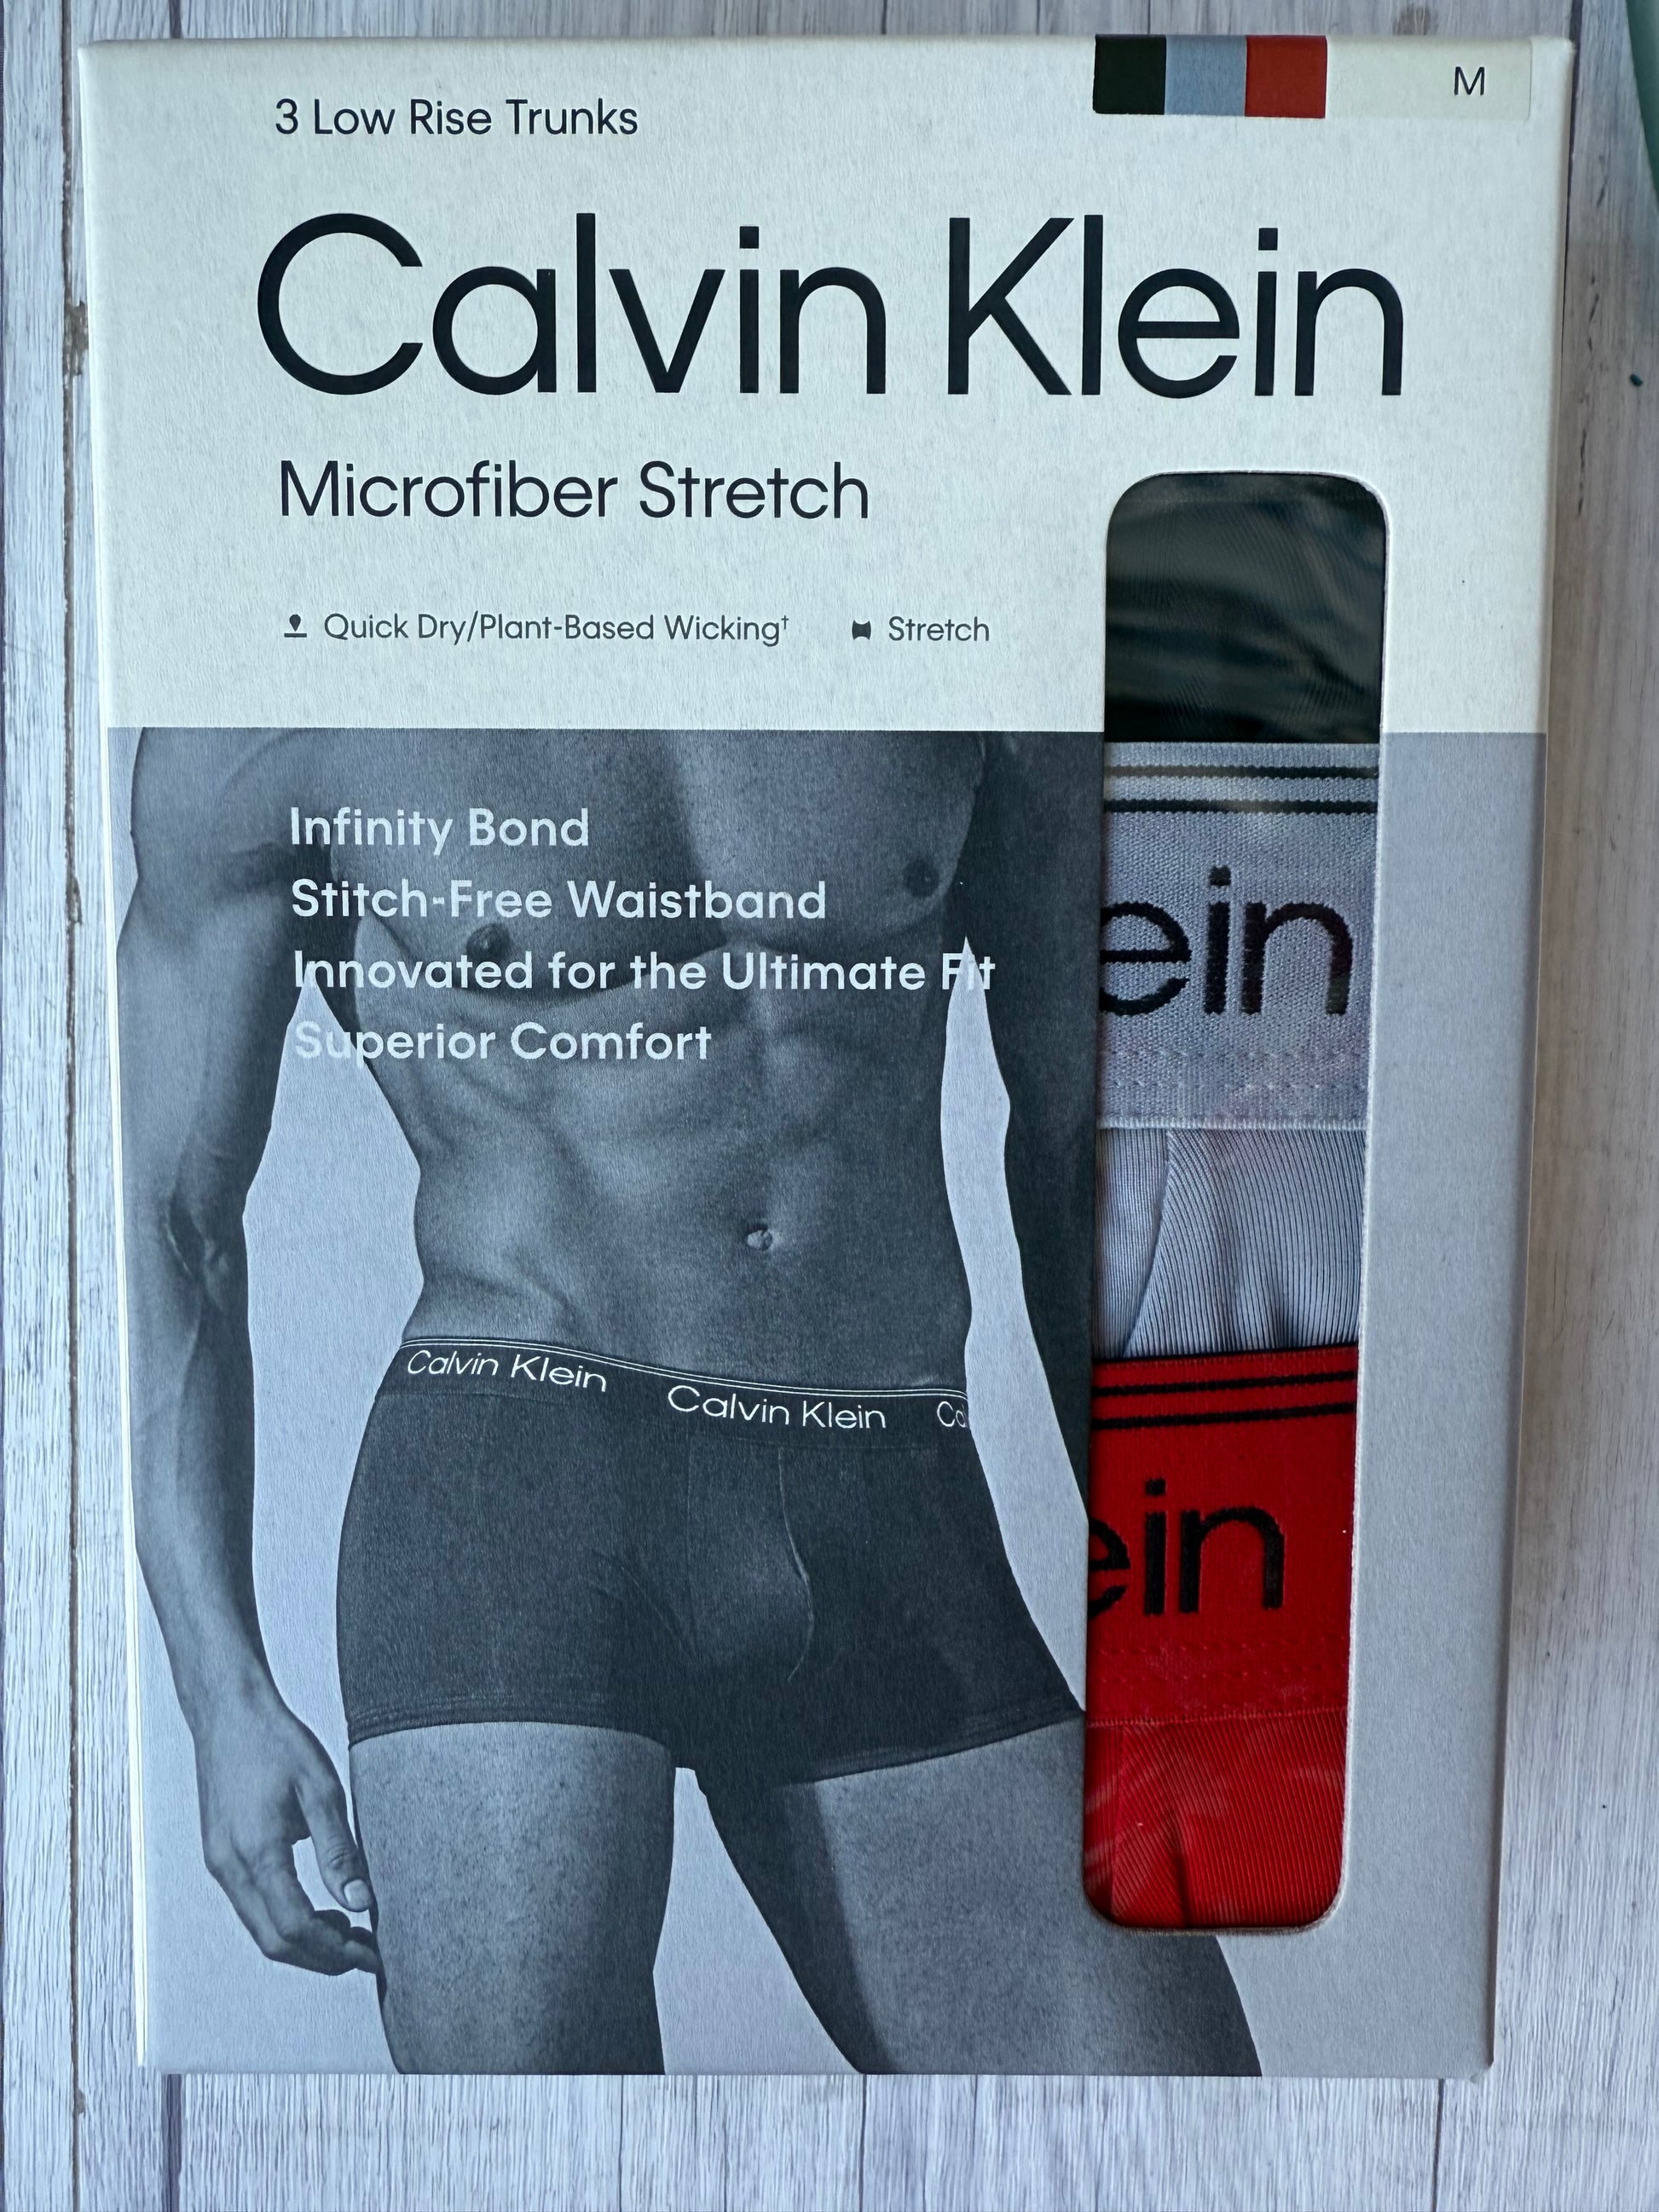 3 Low Rise Trunks
M
Calvin Klein
Microfiber Stretch
Quick Dry/Plant-Based Wicking† Stretch
Infinity Bond
Stitch-Free Waistband
Innovated for the Ultimate Fit
Superior Comfort
ein
Calvin Klein Calvin Klein Ca
ein